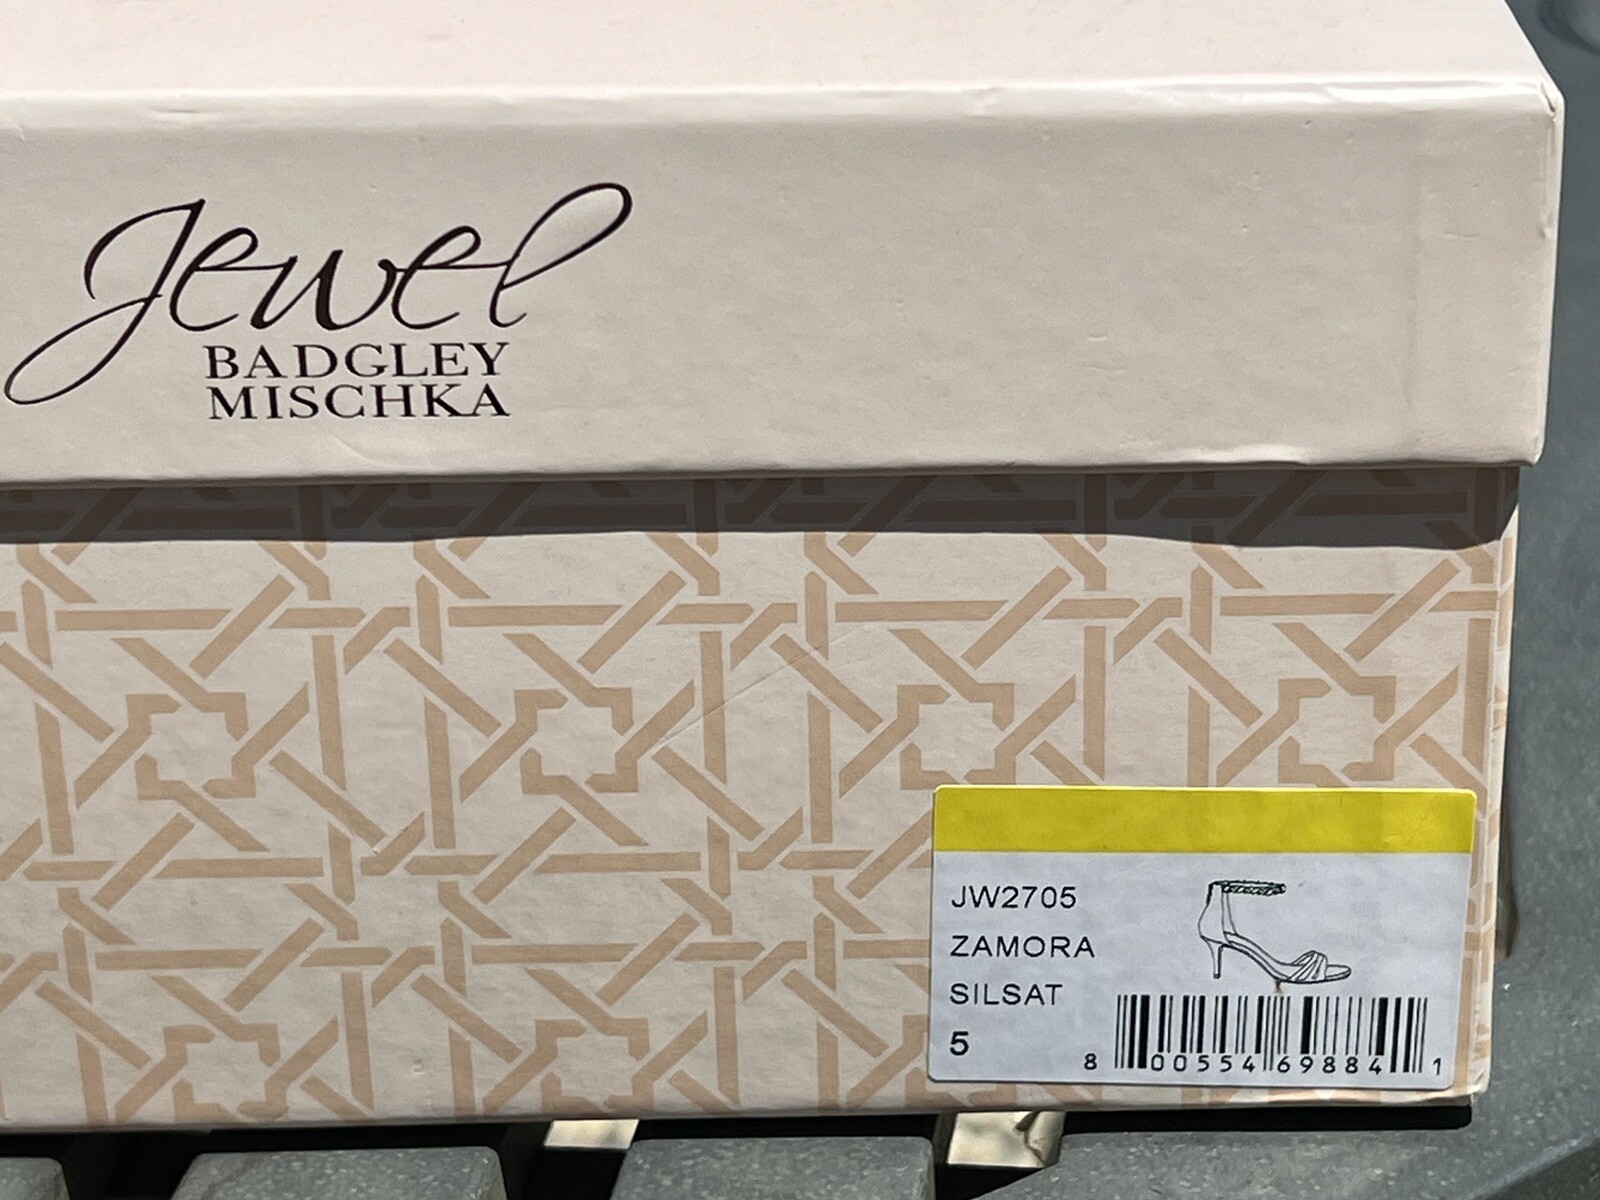 Jewel
BADGLEY
MISCHKA
JW2705
ZAMORA
SILSAT
5
8 00554 69884 1